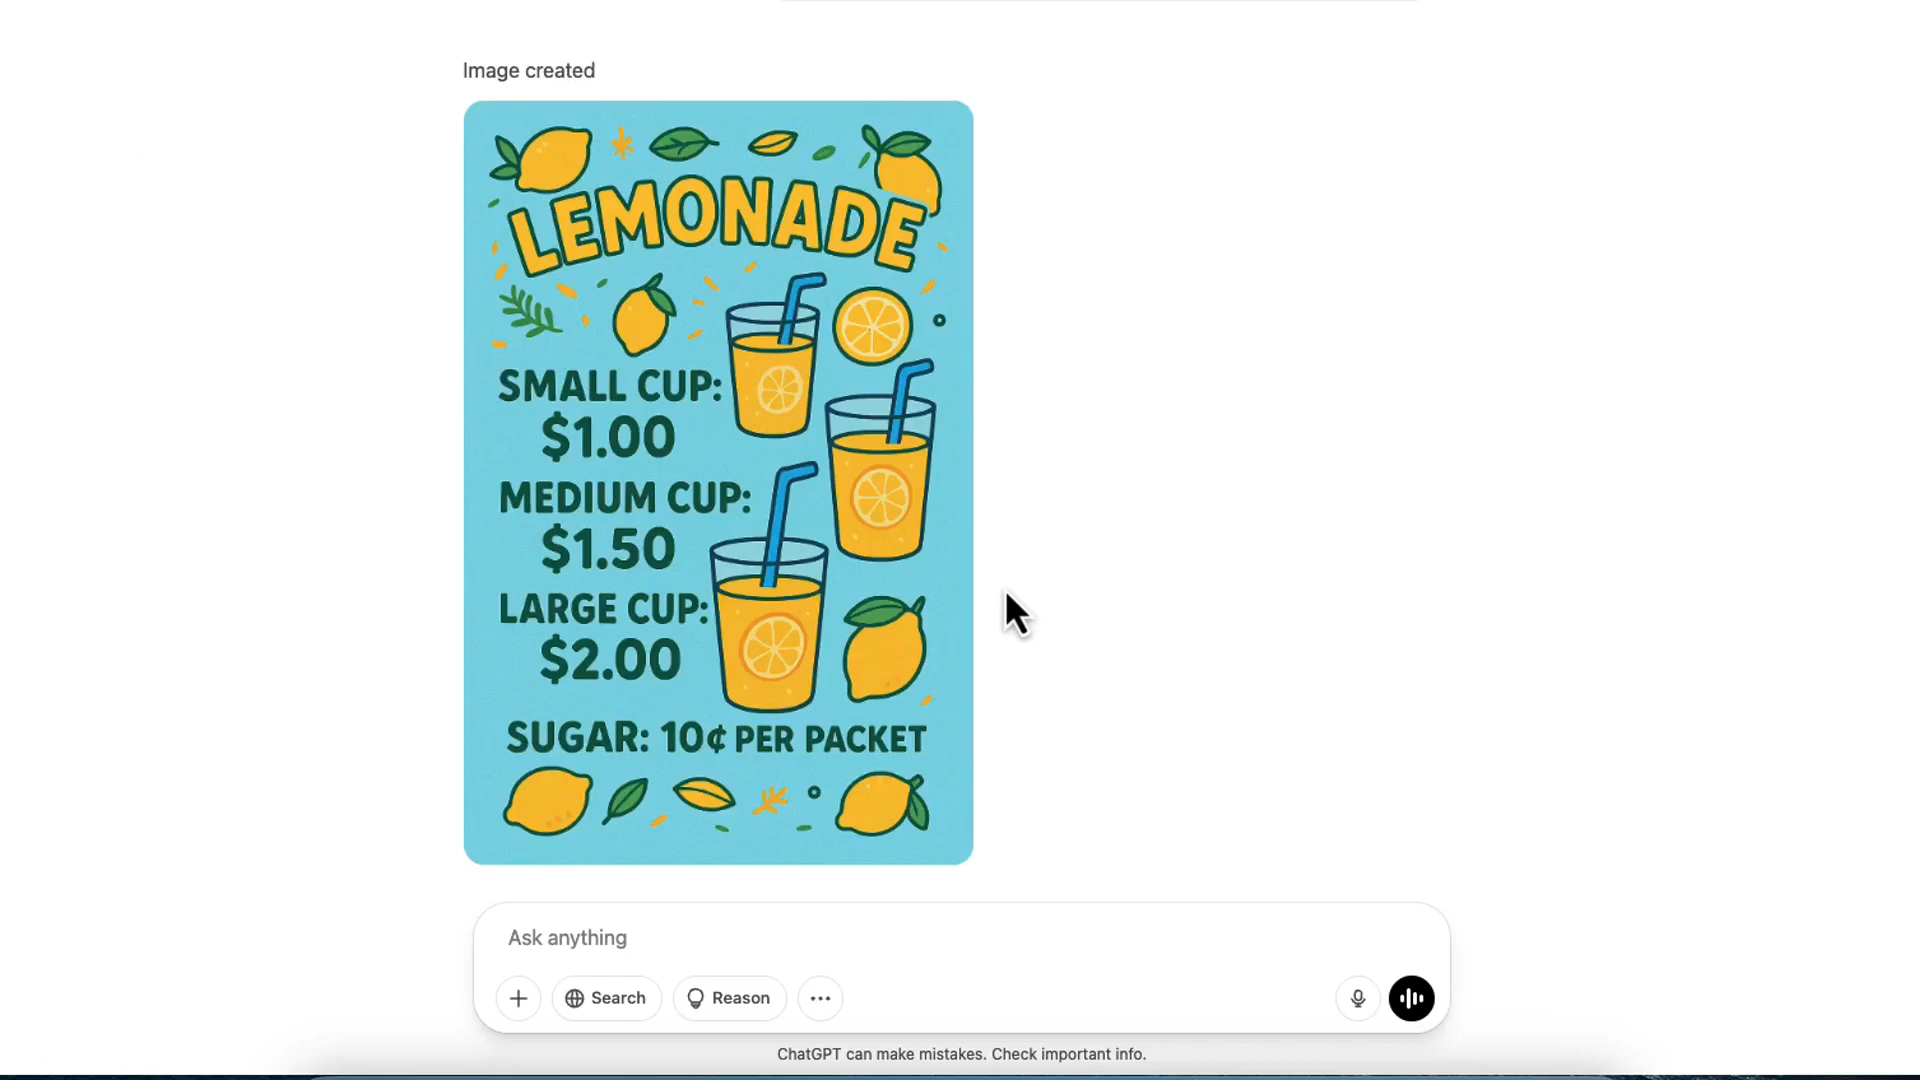 Image created
LEMONADE
SMALL CUP:
$1.00
MEDIUM CUP:
$1.50
LARGE CUP:
$2.00
SUGAR: 10¢ PER PACKET
Ask anything
Search
Reason
ChatGPT can make mistakes. Check important info.